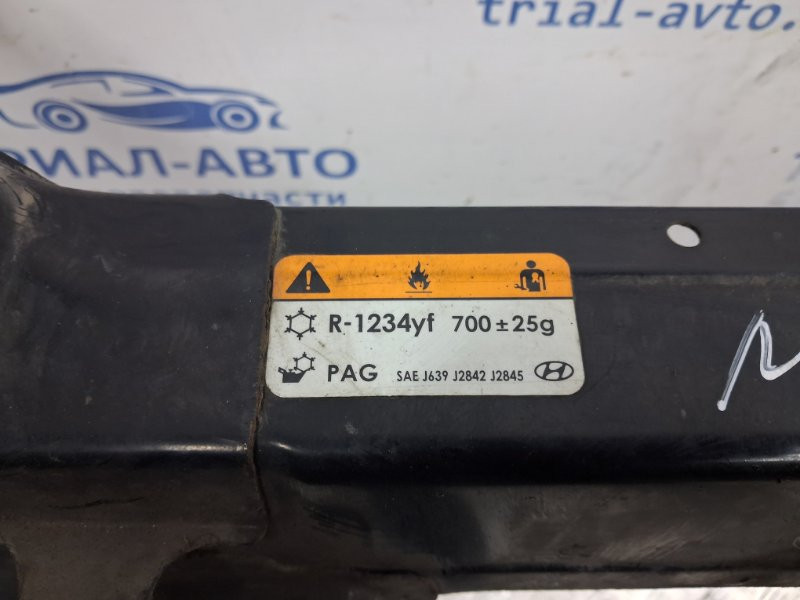 trial-avto.
РИАЛ-АВТО
R-1234yf 700 ± 25g
PAG SAE J639 J2842 J2845